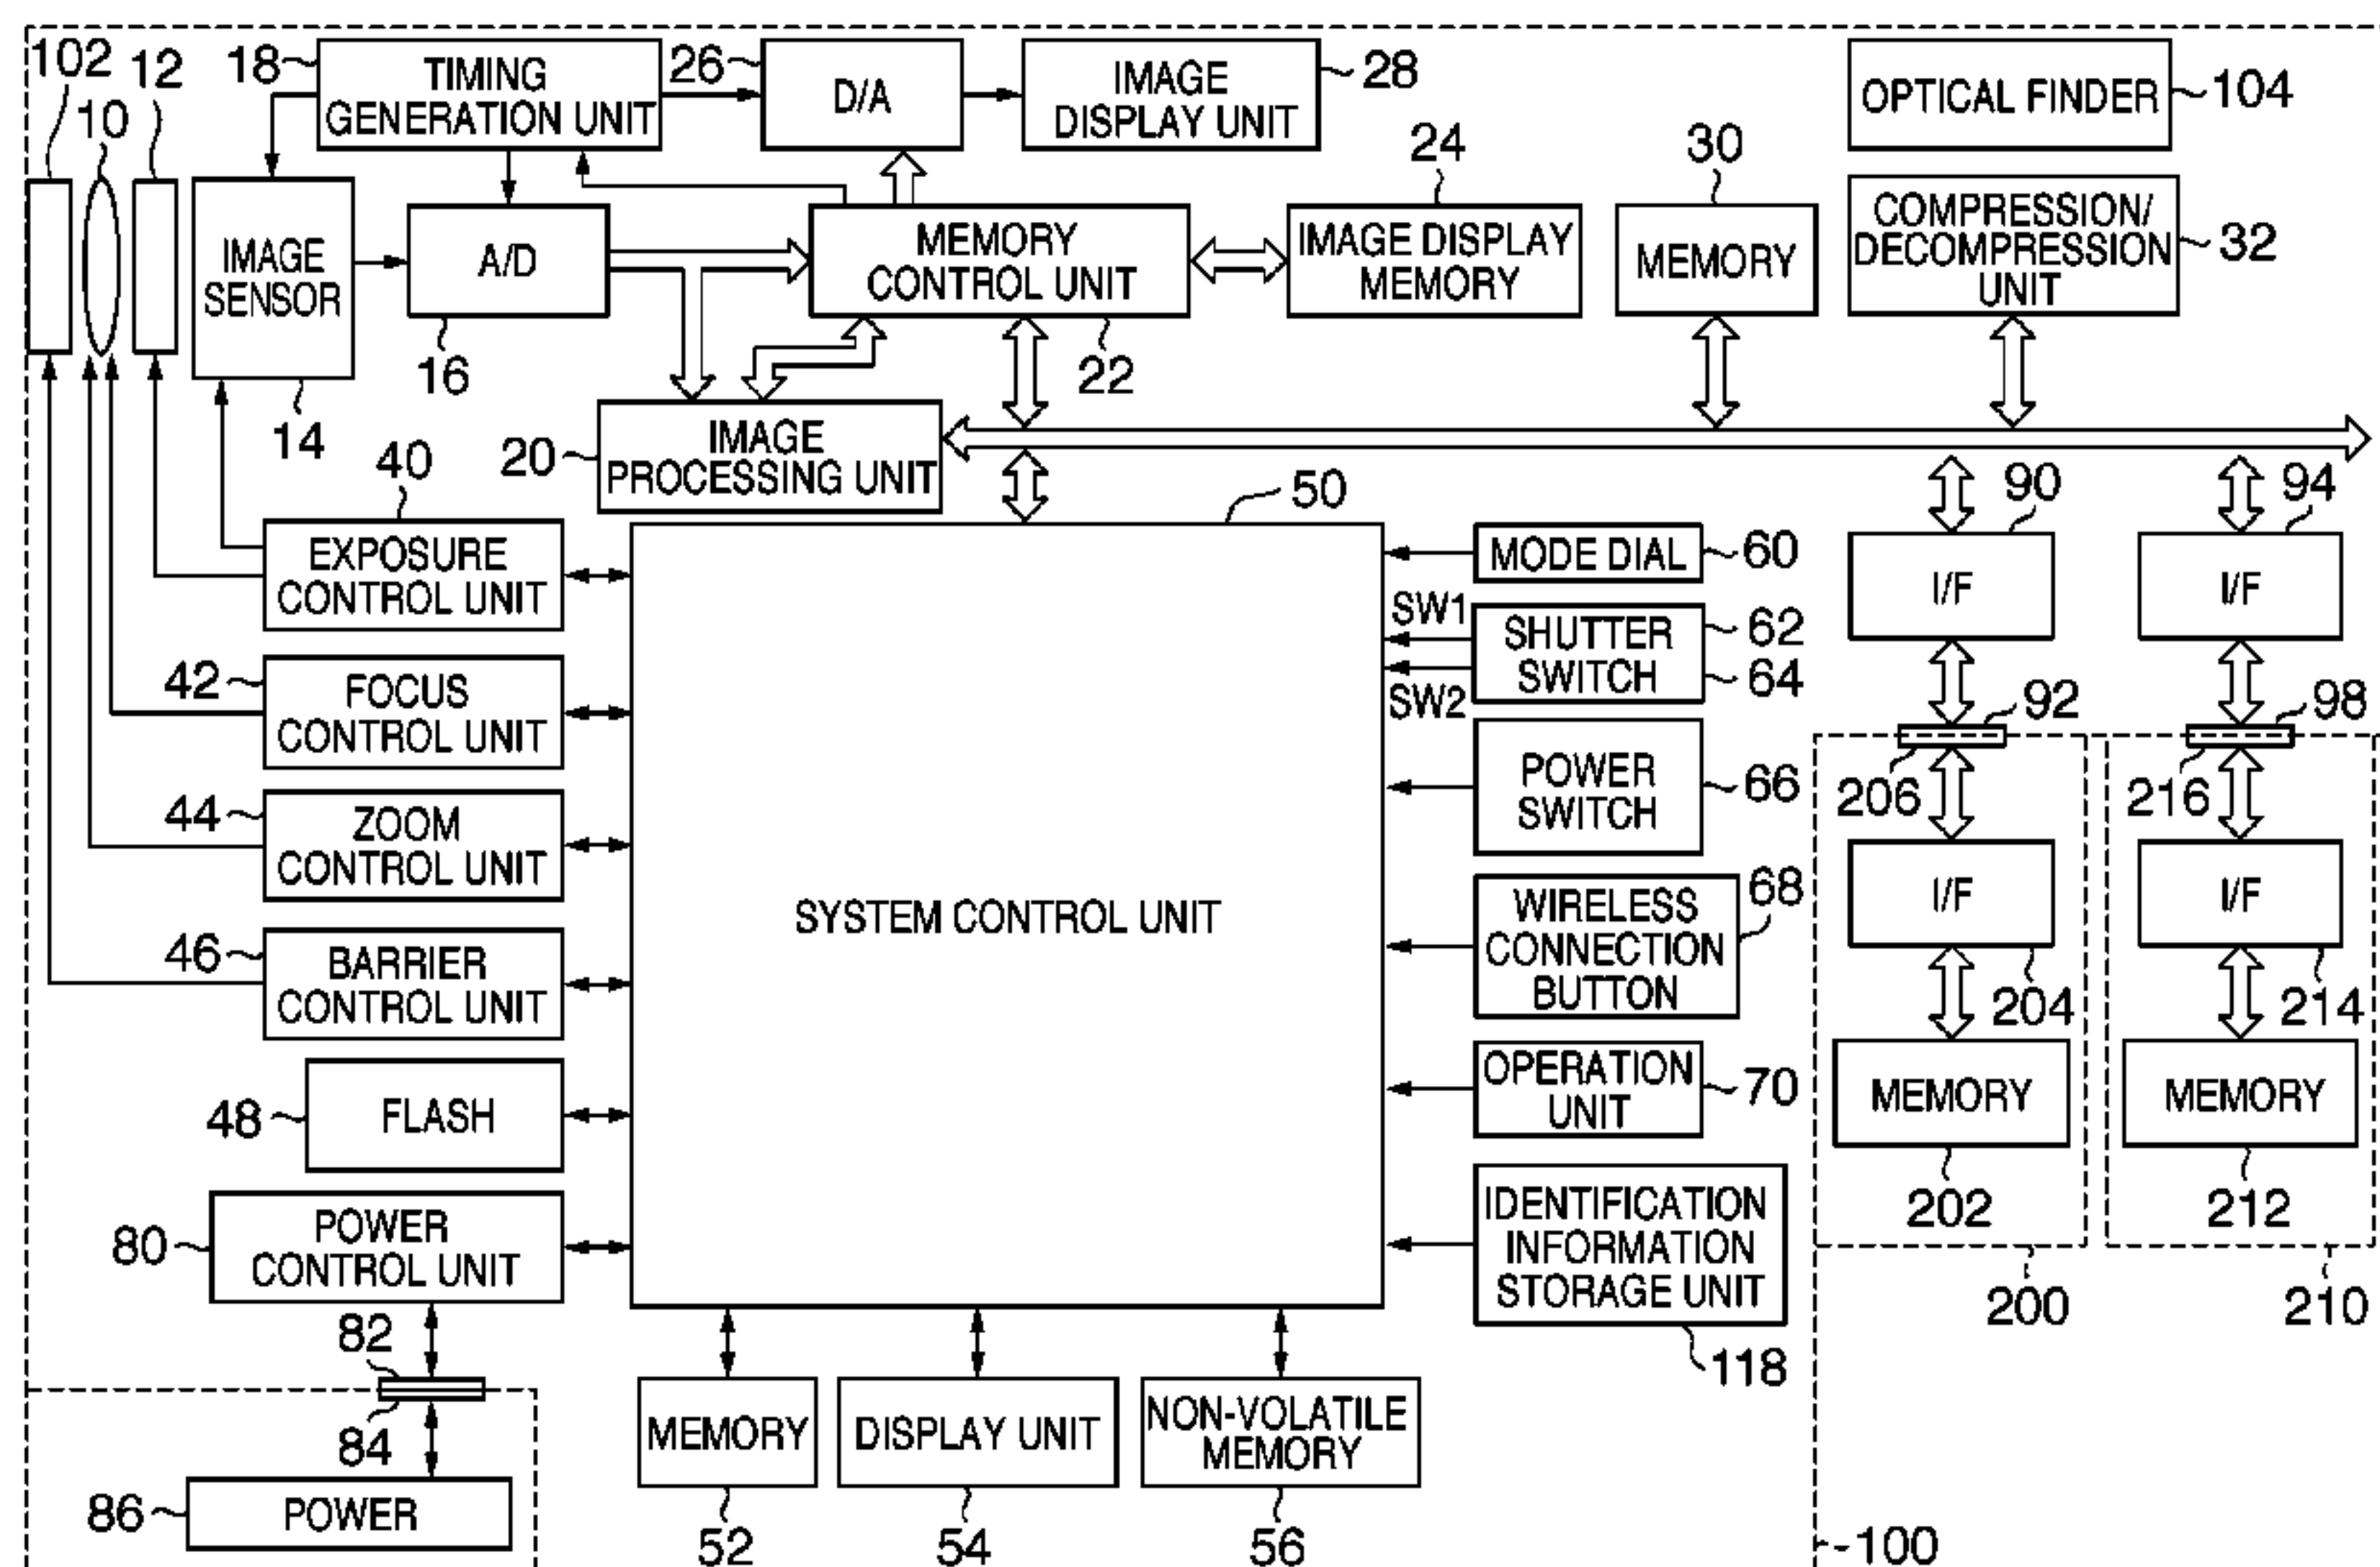 102
12
18
TIMING
GENERATION UNIT
26
D/A
IMAGE
DISPLAY UNIT
28
OPTICAL FINDER
104
10
24
30
IMAGE
SENSOR
A/D
MEMORY
CONTROL UNIT
IMAGE DISPLAY
MEMORY
MEMORY
COMPRESSION/
DECOMPRESSION
UNIT
32
16
22
14
20
IMAGE
PROCESSING UNIT
40
50
90
94
EXPOSURE
CONTROL UNIT
MODE DIAL
60
I/F
I/F
SW1
SHUTTER
SWITCH
62
64
SW2
42
FOCUS
CONTROL UNIT
92
98
POWER
SWITCH
66
206
216
44
ZOOM
CONTROL UNIT
I/F
I/F
SYSTEM CONTROL UNIT
WIRELESS
CONNECTION
BUTTON
68
46
BARRIER
CONTROL UNIT
204
214
OPERATION
UNIT
70
MEMORY
MEMORY
48
FLASH
202
212
80
POWER
CONTROL UNIT
IDENTIFICATION
INFORMATION
STORAGE UNIT
200
210
118
82
84
MEMORY
DISPLAY UNIT
NON-VOLATILE
MEMORY
86
POWER
52
54
56
100